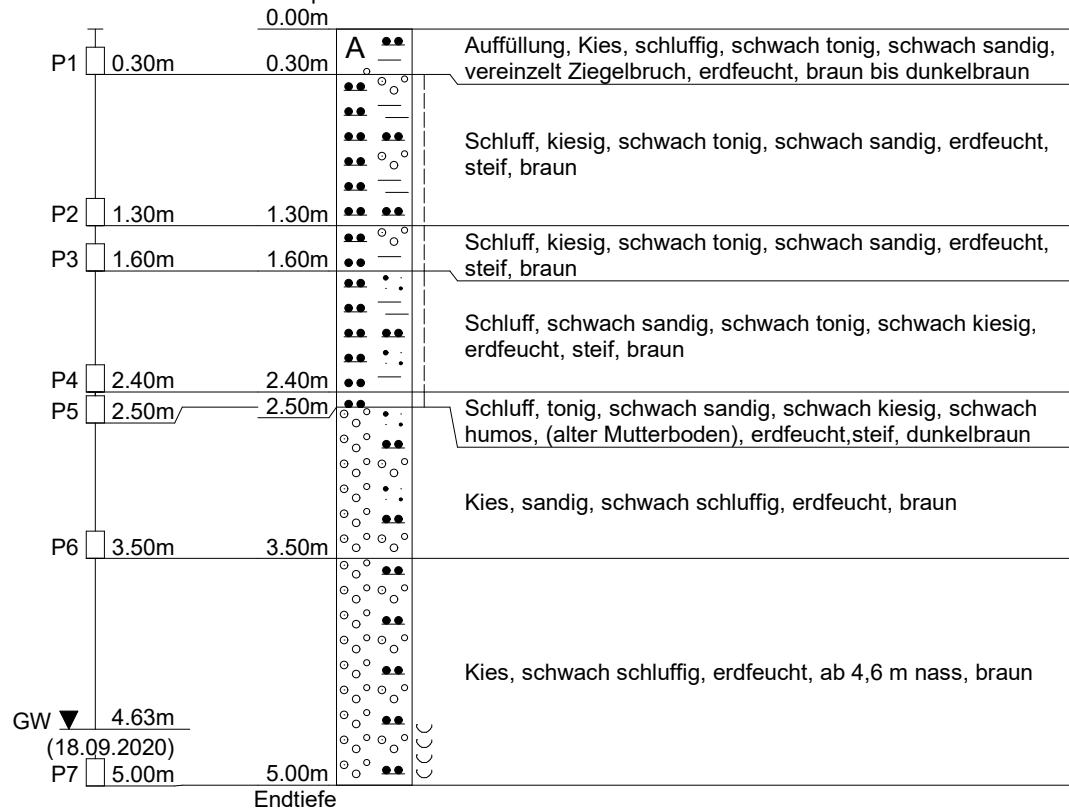 0.00m
A
P1 0.30m 0.30m
Auffüllung, Kies, schluffig, schwach tonig, schwach sandig,
vereinzelt Ziegelbruch, erdfeucht, braun bis dunkelbraun
Schluff, kiesig, schwach tonig, schwach sandig, erdfeucht,
steif, braun
P2 1.30m 1.30m
Schluff, kiesig, schwach tonig, schwach sandig, erdfeucht,
steif, braun
P3 1.60m 1.60m
Schluff, schwach sandig, schwach tonig, schwach kiesig,
erdfeucht, steif, braun
P4 2.40m 2.40m
P5 2.50m 2.50m
Schluff, tonig, schwach sandig, schwach kiesig, schwach
humos, (alter Mutterboden), erdfeucht,steif, dunkelbraun
Kies, sandig, schwach schluffig, erdfeucht, braun
P6 3.50m 3.50m
Kies, schwach schluffig, erdfeucht, ab 4,6 m nass, braun
GW 4.63m
(18.09.2020)
P7 5.00m 5.00m
Endtiefe